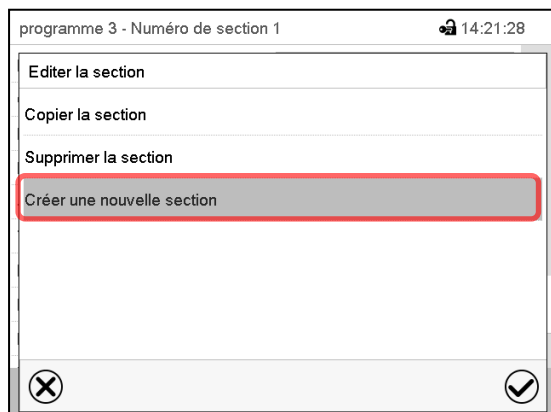 programme 3 - Numéro de section 1 14:21:28
Editer la section
Copier la section
Supprimer la section
Créer une nouvelle section